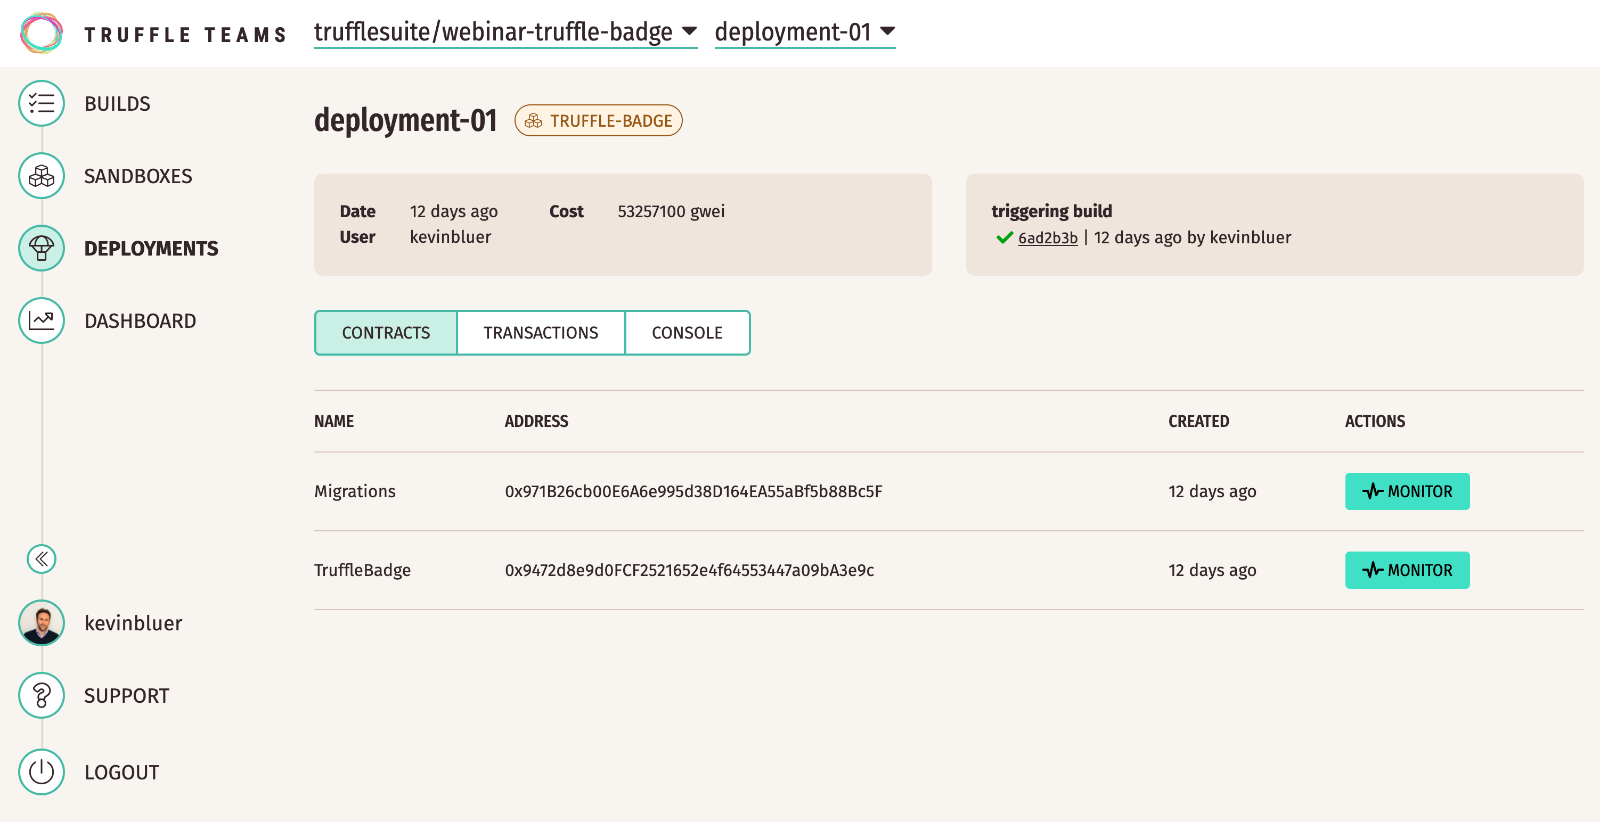 TRUFFLE TEAMS
trufflesuite/webinar-truffle-badge
deployment-01
BUILDS
SANDBOXES
DEPLOYMENTS
DASHBOARD
kevinbluer
SUPPORT
LOGOUT
deployment-01
TRUFFLE-BADGE
Date 12 days ago Cost 53257100 gwei
User kevinbluer
triggering build
6ad2b3b | 12 days ago by kevinbluer
CONTRACTS TRANSACTIONS CONSOLE
NAME ADDRESS CREATED ACTIONS
Migrations 0x971B26cb00E6A6e995d38D164EA55aBf5b88Bc5F 12 days ago MONITOR
TruffleBadge 0x9472d8e9d0FCF2521652e4f64553447a09bA3e9c 12 days ago MONITOR